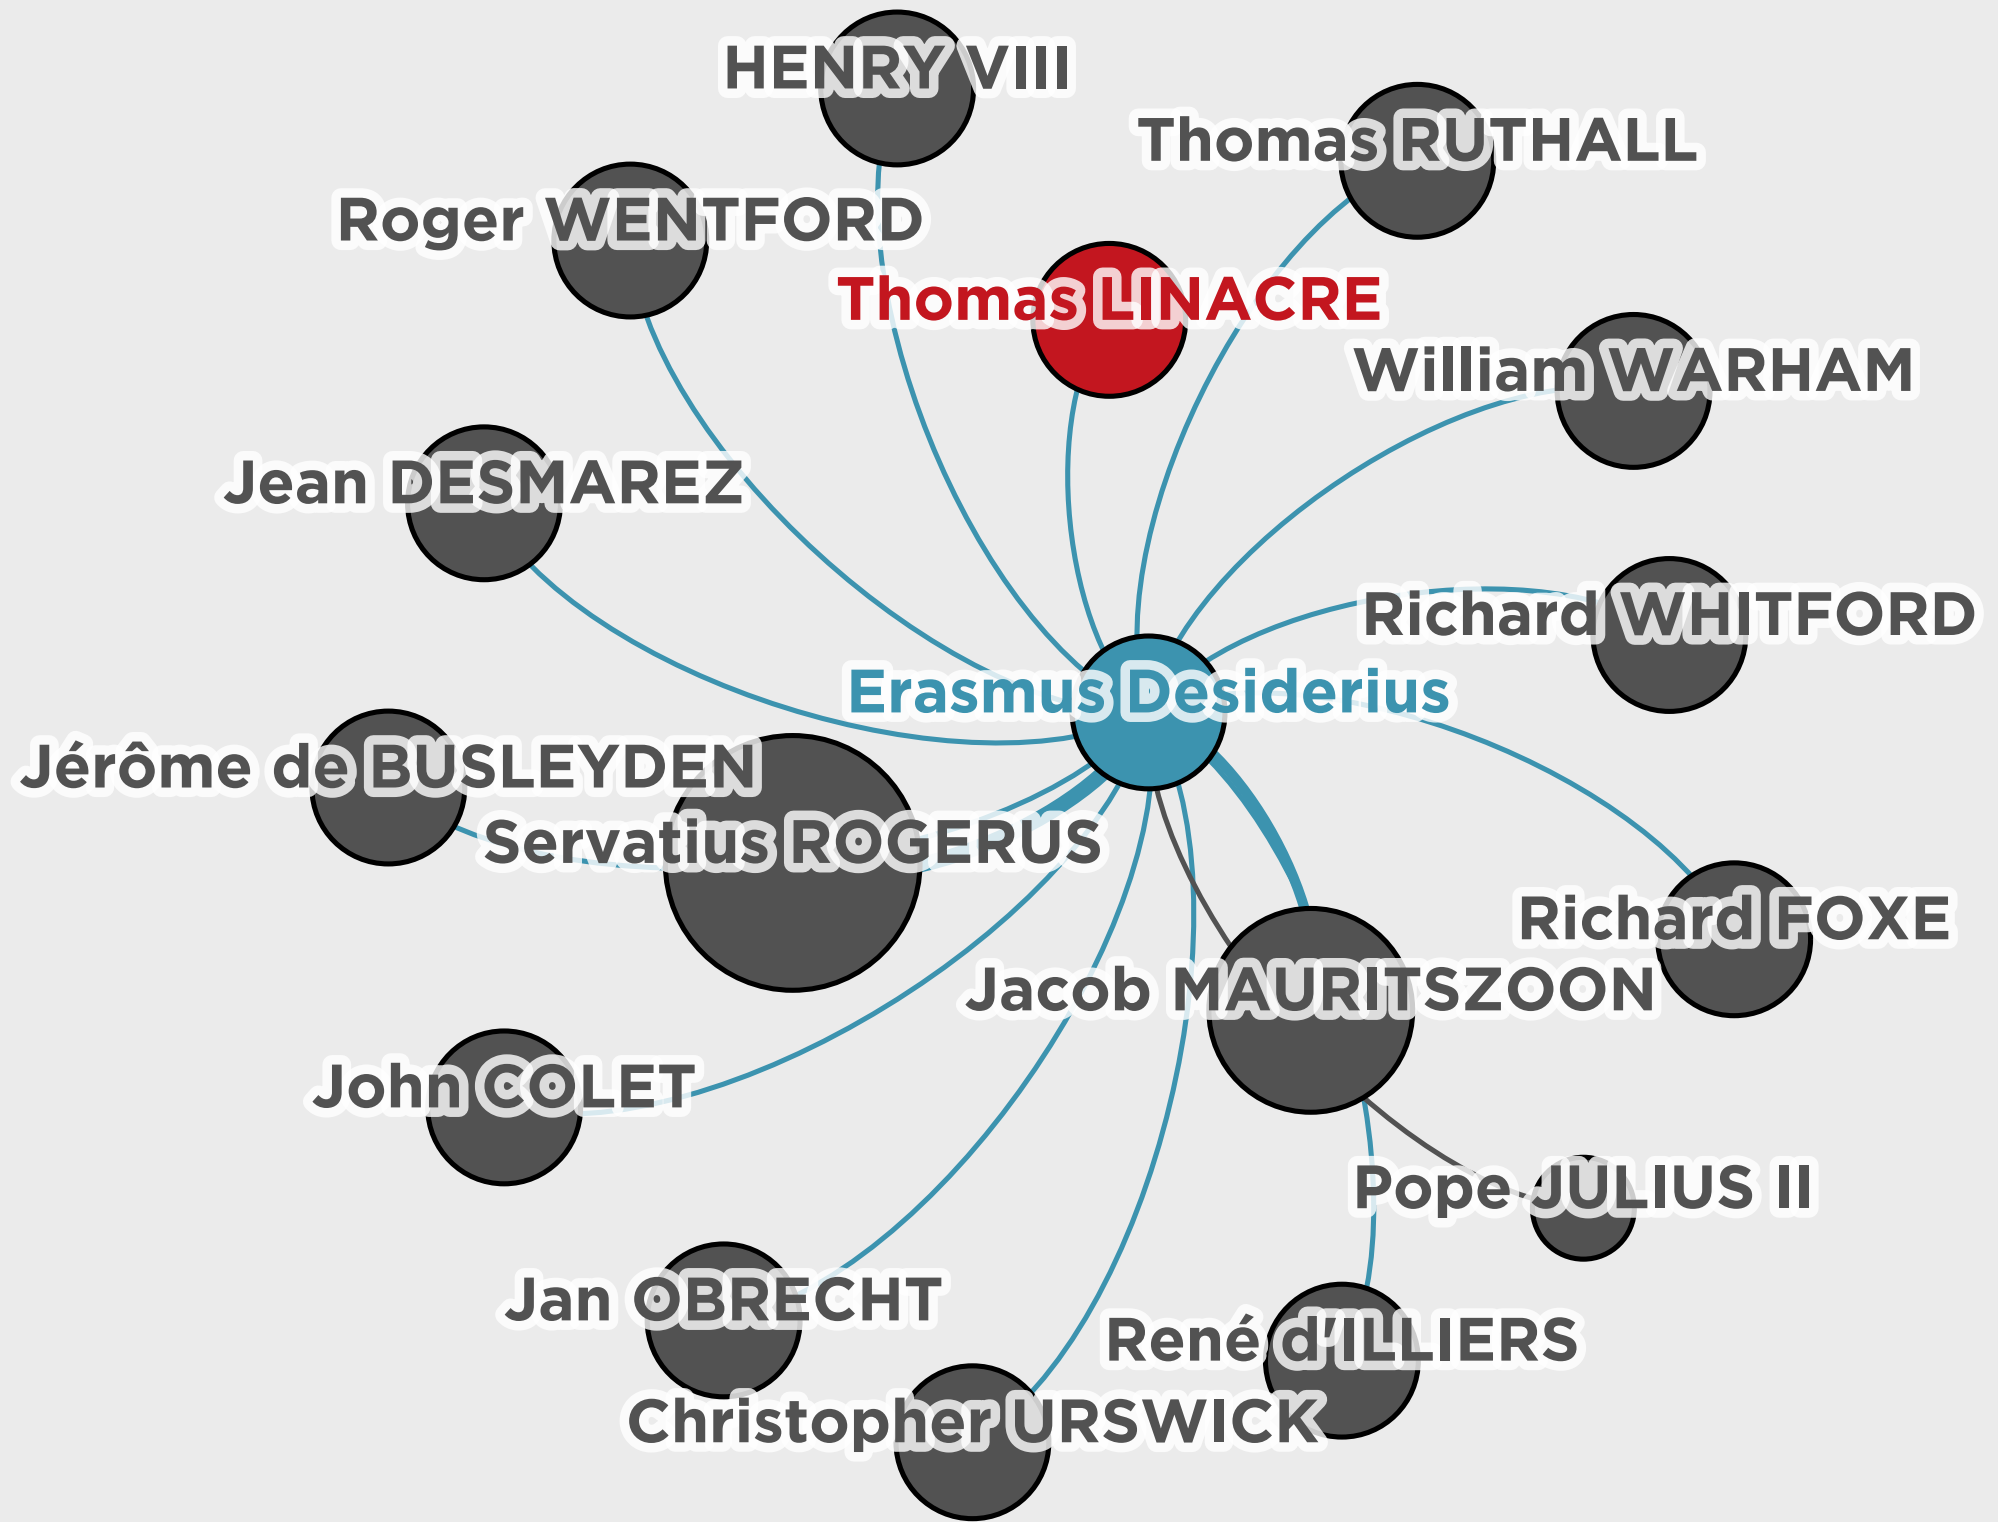 HENRY VIII
Thomas RUTHALL
Roger WENTFORD
Thomas LINACRE
William WARHAM
Jean DESMAREZ
Richard WHITFORD
Erasmus Desiderius
Jérôme de BUSLEYDEN
Servatius ROGERUS
Richard FOXE
Jacob MAURITSZOON
John COLET
Pope JULIUS II
Jan OBRECHT
René d'ILLIERS
Christopher URSWICK